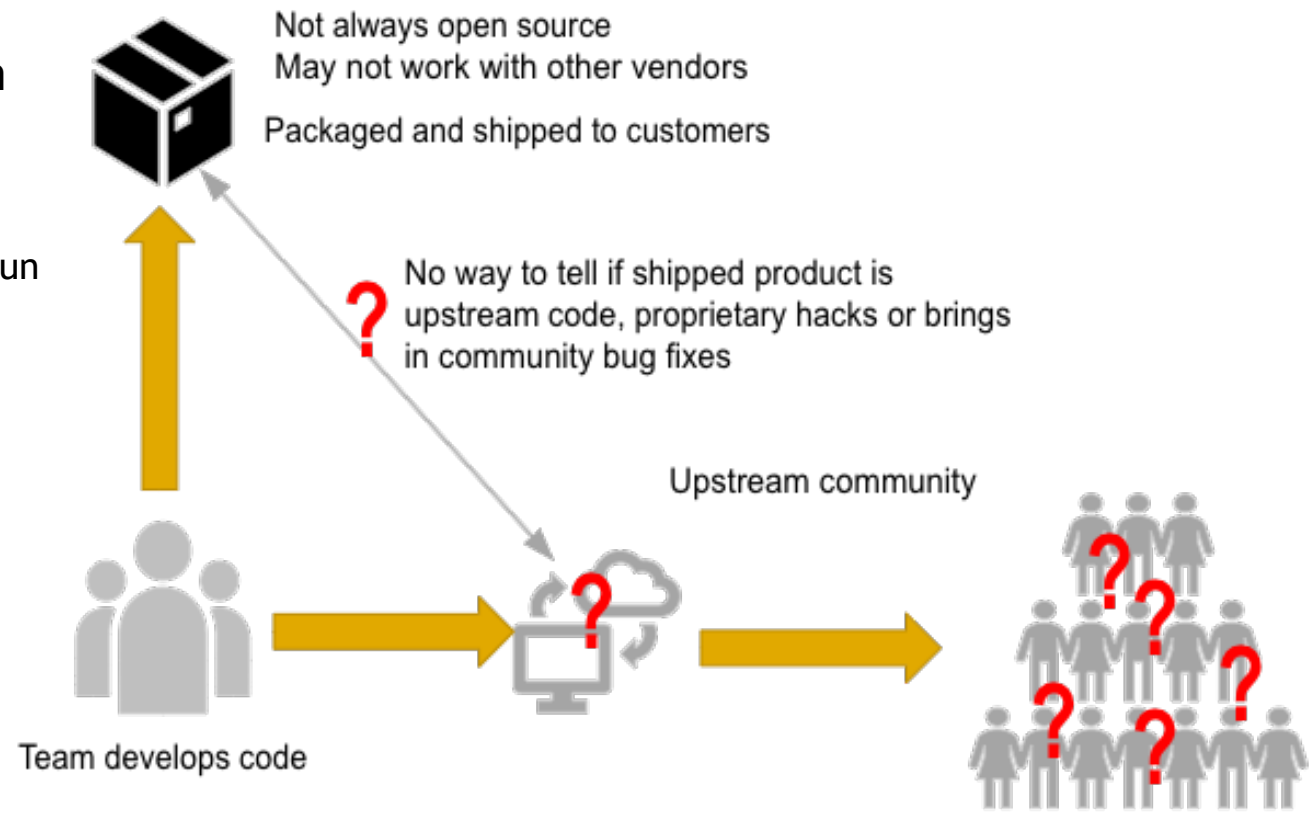 Not always open source
May not work with other vendors
n
Packaged and shipped to customers
un
No way to tell if shipped product is
upstream code, proprietary hacks or brings
in community bug fixes
?
Upstream community
?
?
?
?
?
?
Team develops code